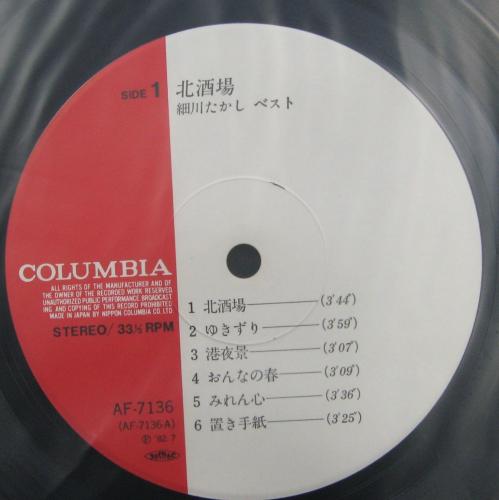 SIDE 1
北酒場
細川たかし ベスト
COLUMBIA
ALL RIGHTS OF THE MANUFACTURER AND OF
THE OWNER OF THE RECORDED WORK RESERVED
UNAUTHORIZED PUBLIC PERFORMANCE BROADCAST
ING AND COPYING OF THIS RECORD PROHIBITED
MADE IN JAPAN BY NIPPON COLUMBIA CO. LTD.
STEREO/33⅓ RPM
1 北酒場 (3'44")
2 ゆきずり (3'59")
3 港夜景 (3'07")
4 おんなの春 (3'09")
5 みれん心 (3'36")
6 置き手紙 (3'25")
AF-7136
(AF-7136A)
Ⓟ '82. 7